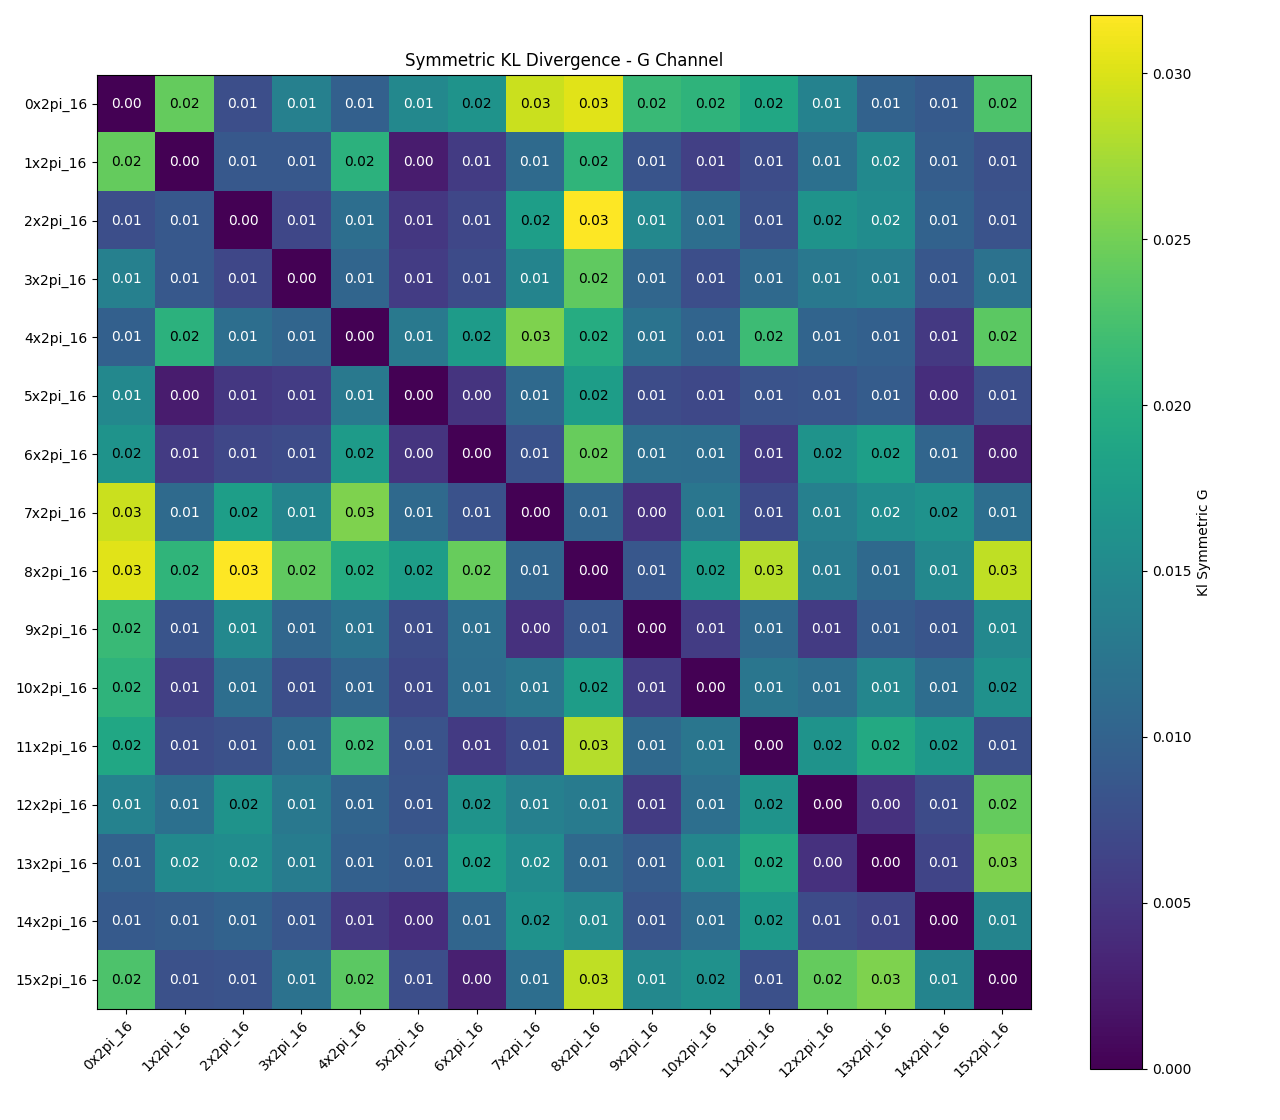 Symmetric KL Divergence - G Channel
0x2pi_16 0.00 0.02 0.01 0.01 0.01 0.01 0.02 0.03 0.03 0.02 0.02 0.02 0.01 0.01 0.01 0.02
1x2pi_16 0.02 0.00 0.01 0.01 0.02 0.00 0.01 0.01 0.02 0.01 0.01 0.01 0.01 0.02 0.01 0.01
2x2pi_16 0.01 0.01 0.00 0.01 0.01 0.01 0.01 0.02 0.03 0.01 0.01 0.01 0.02 0.02 0.01 0.01
3x2pi_16 0.01 0.01 0.01 0.00 0.01 0.01 0.01 0.01 0.02 0.01 0.01 0.01 0.01 0.01 0.01 0.01
4x2pi_16 0.01 0.02 0.01 0.01 0.00 0.01 0.02 0.03 0.02 0.01 0.01 0.02 0.01 0.01 0.01 0.02
5x2pi_16 0.01 0.00 0.01 0.01 0.01 0.00 0.00 0.01 0.02 0.01 0.01 0.01 0.01 0.01 0.00 0.01
6x2pi_16 0.02 0.01 0.01 0.01 0.02 0.00 0.00 0.01 0.02 0.01 0.01 0.01 0.02 0.02 0.01 0.00
7x2pi_16 0.03 0.01 0.02 0.01 0.03 0.01 0.01 0.00 0.01 0.00 0.01 0.01 0.01 0.02 0.02 0.01
8x2pi_16 0.03 0.02 0.03 0.02 0.02 0.02 0.02 0.01 0.00 0.01 0.02 0.03 0.01 0.01 0.01 0.03
9x2pi_16 0.02 0.01 0.01 0.01 0.01 0.01 0.01 0.00 0.01 0.00 0.01 0.01 0.01 0.01 0.01 0.01
10x2pi_16 0.02 0.01 0.01 0.01 0.01 0.01 0.01 0.01 0.02 0.01 0.00 0.01 0.01 0.01 0.01 0.02
11x2pi_16 0.02 0.01 0.01 0.01 0.02 0.01 0.01 0.01 0.03 0.01 0.01 0.00 0.02 0.02 0.02 0.01
12x2pi_16 0.01 0.01 0.02 0.01 0.01 0.01 0.02 0.01 0.01 0.01 0.01 0.02 0.00 0.00 0.01 0.02
13x2pi_16 0.01 0.02 0.02 0.01 0.01 0.01 0.02 0.02 0.01 0.01 0.01 0.02 0.00 0.00 0.01 0.03
14x2pi_16 0.01 0.01 0.01 0.01 0.01 0.00 0.01 0.02 0.01 0.01 0.01 0.02 0.01 0.01 0.00 0.01
15x2pi_16 0.02 0.01 0.01 0.01 0.02 0.01 0.00 0.01 0.03 0.01 0.02 0.01 0.02 0.03 0.01 0.00
0x2pi_16 1x2pi_16 2x2pi_16 3x2pi_16 4x2pi_16 5x2pi_16 6x2pi_16 7x2pi_16 8x2pi_16 9x2pi_16 10x2pi_16 11x2pi_16 12x2pi_16 13x2pi_16 14x2pi_16 15x2pi_16
0.030
0.025
0.020
0.015
0.010
0.005
0.000
Kl Symmetric G